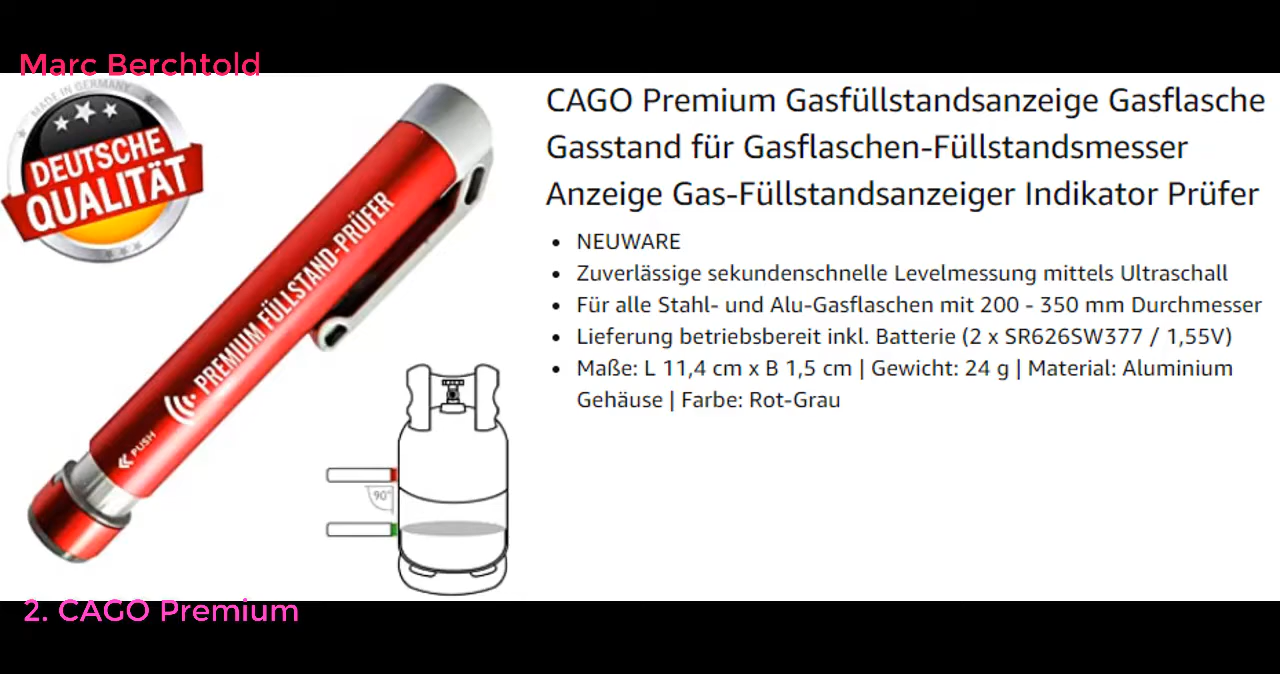 Marc Berchtold
MADE IN GERMANY
DEUTSCHE
QUALITÄT
PREMIUM FÜLLSTAND-PRÜFER
PUSH
90°
CAGO Premium Gasfüllstandsanzeige Gasflasche
Gasstand für Gasflaschen-Füllstandsmesser
Anzeige Gas-Füllstandsanzeiger Indikator Prüfer
• NEUWARE
• Zuverlässige sekundenschnelle Levelmessung mittels Ultraschall
• Für alle Stahl- und Alu-Gasflaschen mit 200 - 350 mm Durchmesser
• Lieferung betriebsbereit inkl. Batterie (2 x SR626SW377 / 1,55V)
• Maße: L 11,4 cm x B 1,5 cm | Gewicht: 24 g | Material: Aluminium
Gehäuse | Farbe: Rot-Grau
2. CAGO Premium